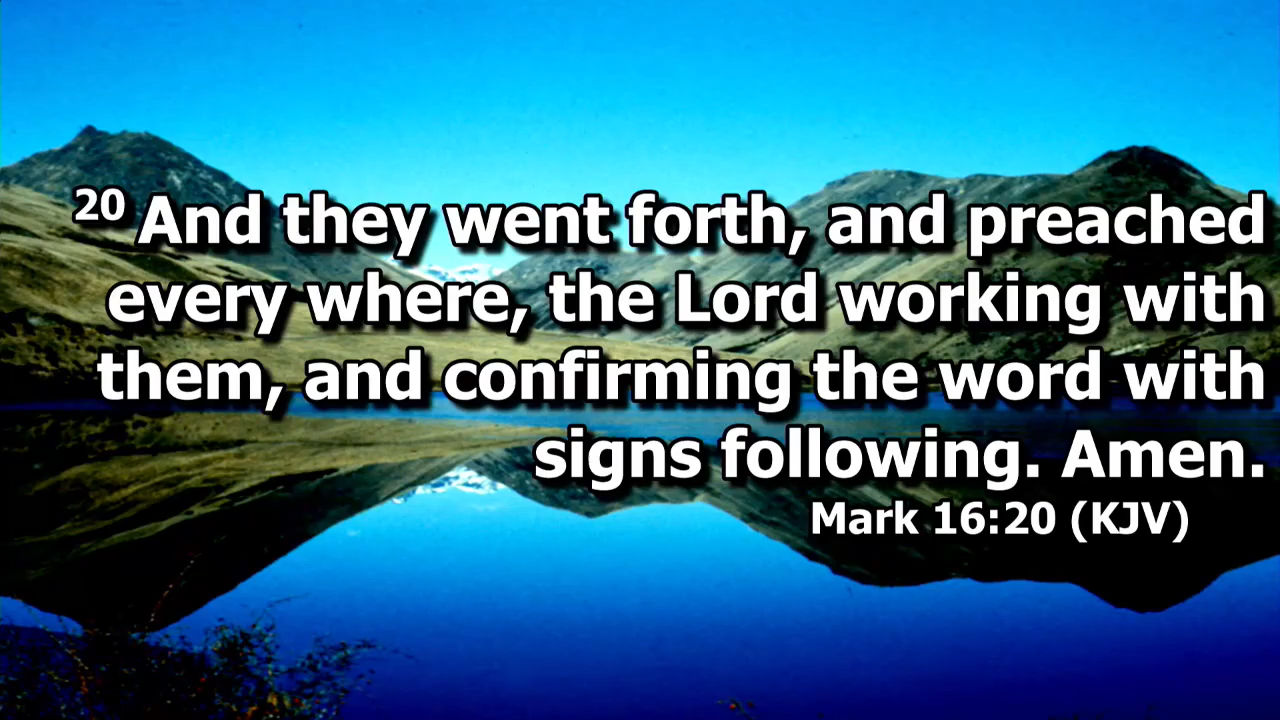 20 And they went forth, and preached
every where, the Lord working with
them, and confirming the word with
signs following. Amen.
Mark 16:20 (KJV)